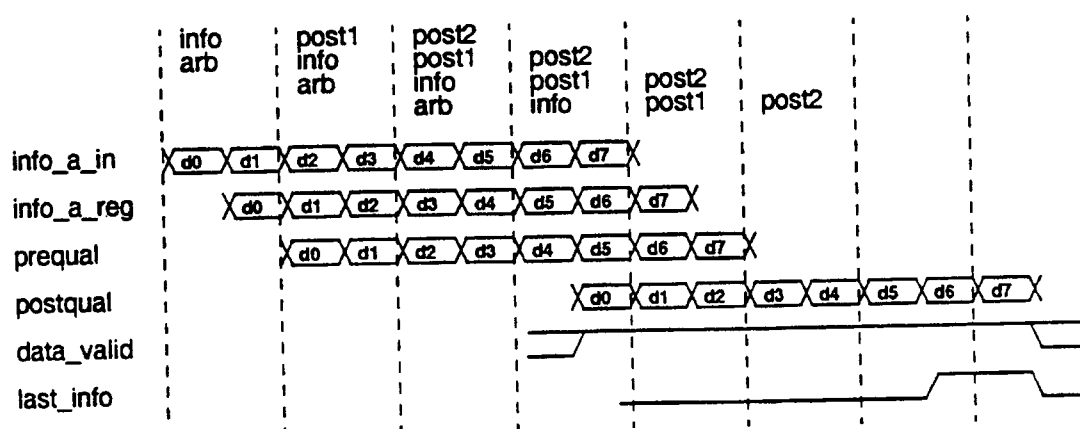 info
arb
post1
info
arb
post2
post1
info
arb
post2
post1
info
post2
post1
post2
info_a_in d0 d1 d2 d3 d4 d5 d6 d7
info_a_reg d0 d1 d2 d3 d4 d5 d6 d7
prequal d0 d1 d2 d3 d4 d5 d6 d7
postqual d0 d1 d2 d3 d4 d5 d6 d7
data_valid
last_info